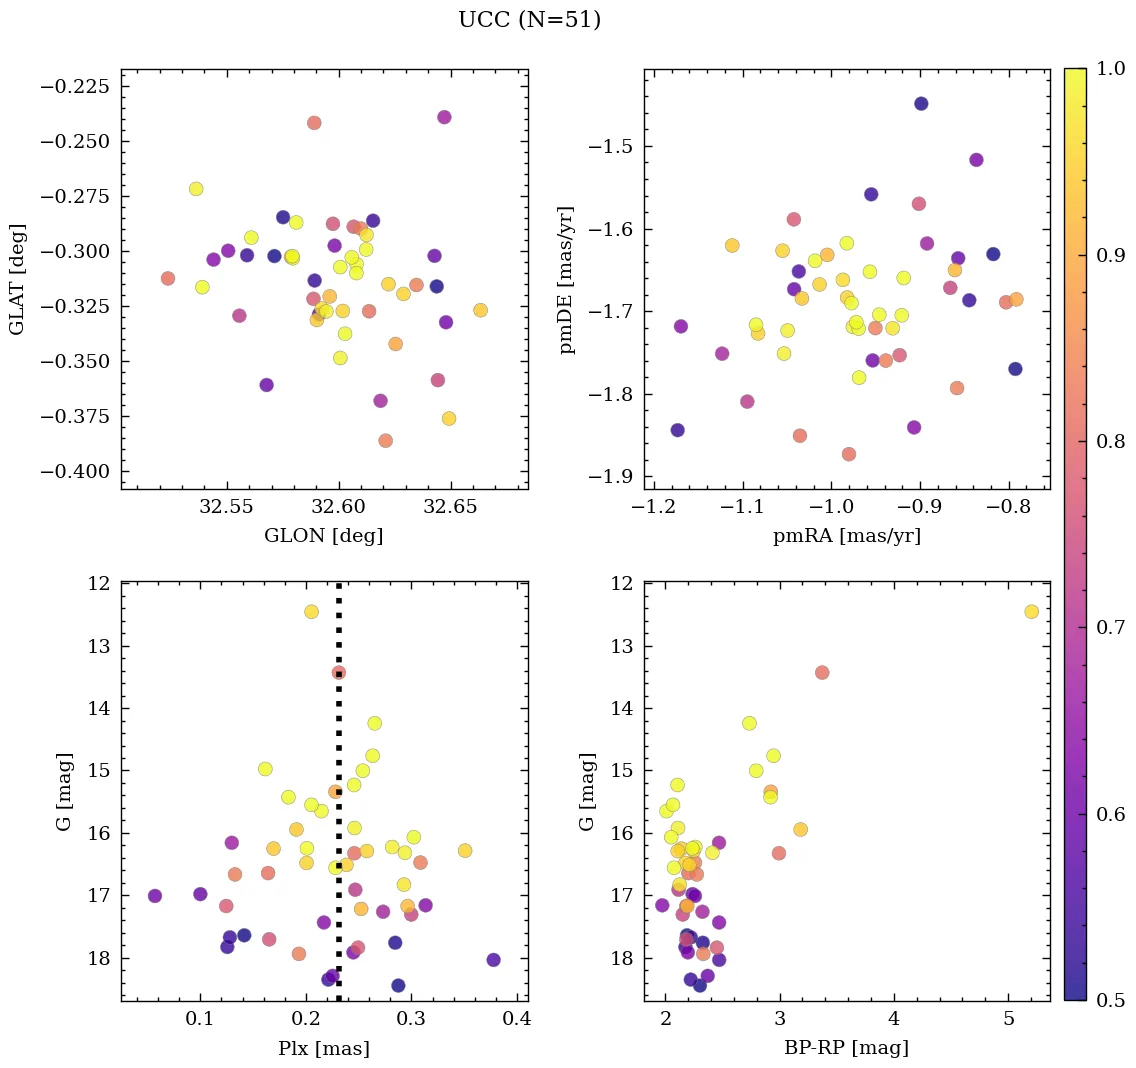 UCC (N=51)
−0.225
−0.250
−0.275
−0.300
−0.325
−0.350
−0.375
−0.400
GLAT [deg]
32.55 32.60 32.65
GLON [deg]
−1.5
−1.6
−1.7
−1.8
−1.9
pmDE [mas/yr]
−1.2 −1.1 −1.0 −0.9 −0.8
pmRA [mas/yr]
12
13
14
15
16
17
18
G [mag]
0.1 0.2 0.3 0.4
Plx [mas]
12
13
14
15
16
17
18
G [mag]
2 3 4 5
BP-RP [mag]
1.0
0.9
0.8
0.7
0.6
0.5